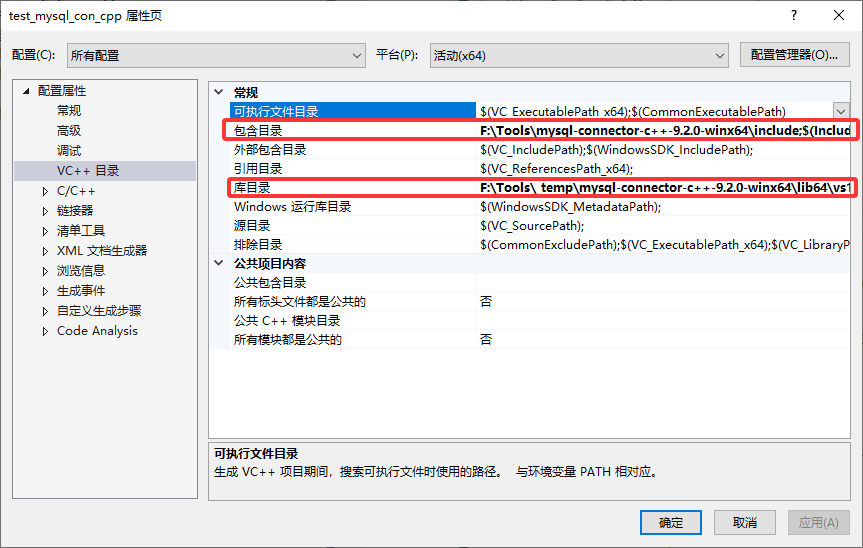 test_mysql_con_cpp 属性页
配置(C): 所有配置 平台(P): 活动(x64) 配置管理器(O)...
配置属性
常规
高级
调试
VC++ 目录
C/C++
链接器
清单工具
XML 文档生成器
浏览信息
生成事件
自定义生成步骤
Code Analysis
常规
可执行文件目录 $(VC_ExecutablePath_x64);$(CommonExecutablePath)
包含目录 F:\Tools\mysql-connector-c++-9.2.0-winx64\include;$(Includ
外部包含目录 $(VC_IncludePath);$(WindowsSDK_IncludePath);
引用目录 $(VC_ReferencesPath_x64);
库目录 F:\Tools\_temp\mysql-connector-c++-9.2.0-winx64\lib64\vs1
Windows 运行库目录 $(WindowsSDK_MetadataPath);
源目录 $(VC_SourcePath);
排除目录 $(CommonExcludePath);$(VC_ExecutablePath_x64);$(VC_LibraryP
公共项目内容
公共包含目录
所有标头文件都是公共的 否
公共 C++ 模块目录
所有模块都是公共的 否
可执行文件目录
生成 VC++ 项目期间，搜索可执行文件时使用的路径。 与环境变量 PATH 相对应。
确定 取消 应用(A)